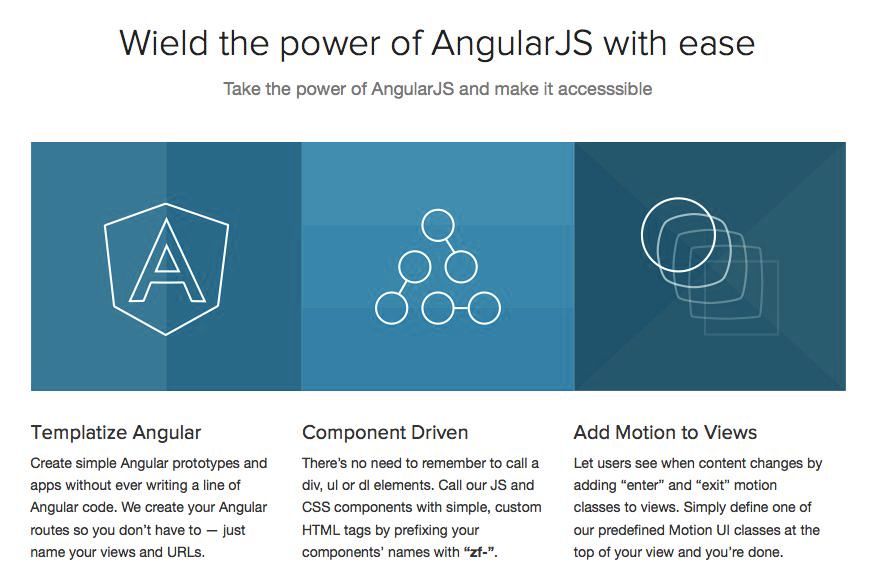 Wield the power of AngularJS with ease
Take the power of AngularJS and make it accesssible
A
Templatize Angular
Create simple Angular prototypes and
apps without ever writing a line of
Angular code. We create your Angular
routes so you don’t have to — just
name your views and URLs.
Component Driven
There’s no need to remember to call a
div, ul or dl elements. Call our JS and
CSS components with simple, custom
HTML tags by prefixing your
components’ names with “zf-”.
Add Motion to Views
Let users see when content changes by
adding “enter” and “exit” motion
classes to views. Simply define one of
our predefined Motion UI classes at the
top of your view and you’re done.